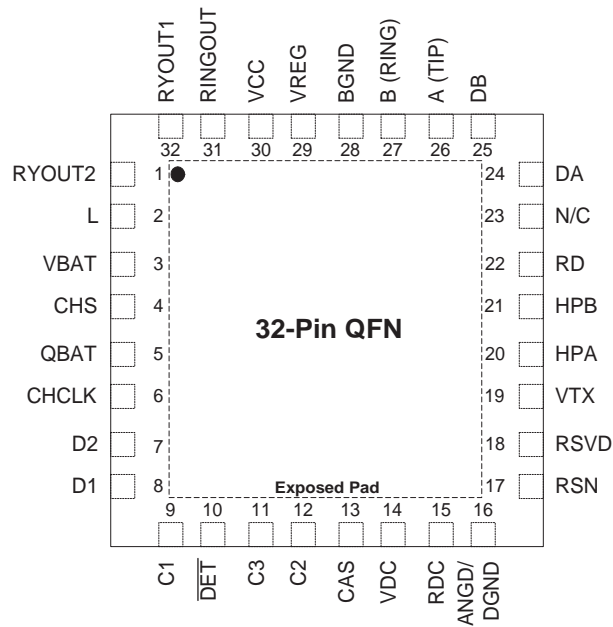 RYOUT1
RINGOUT
VCC
VREG
BGND
B (RING)
A (TIP)
DB
32
31
30
29
28
27
26
25
RYOUT2
1
24
DA
L
2
23
N/C
VBAT
3
22
RD
CHS
4
21
HPB
32-Pin QFN
QBAT
5
20
HPA
CHCLK
6
19
VTX
D2
7
18
RSVD
D1
8
17
RSN
Exposed Pad
9
10
11
12
13
14
15
16
C1
DET
C3
C2
CAS
VDC
RDC
ANGD/
DGND